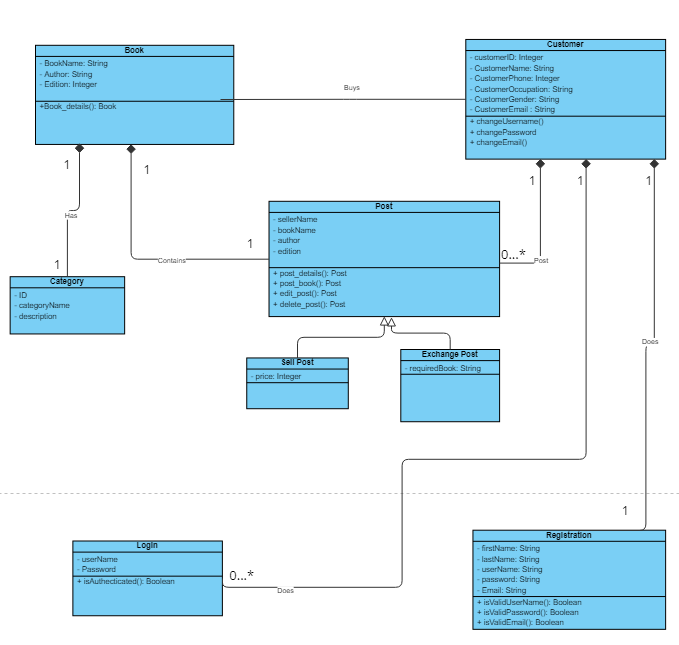 Book
- BookName: String
- Author: String
- Edition: Integer
+Book_details(): Book
Buys
Customer
- customerID: Integer
- CustomerName: String
- CustomerPhone: Integer
- CustomerOccupation: String
- CustomerGender: String
- CustomerEmail : String
+ changeUsername()
+ changePassword
+ changeEmail()
1
1
1
1
1
Has
1
Contains
1
Post
- sellerName
- bookName
- author
- edition
+ post_details(): Post
+ post_book(): Post
+ edit_post(): Post
+ delete_post(): Post
0...*
Post
Category
- ID
- categoryName
- description
Sell Post
- price: Integer
Exchange Post
- requiredBook: String
Does
1
Login
- userName
- Password
+ isAuthecticated(): Boolean
0...*
Does
Registration
- firstName: String
- lastName: String
- userName: String
- password: String
- Email: String
+ isValidUserName(): Boolean
+ isValidPassword(): Boolean
+ isValidEmail(): Boolean